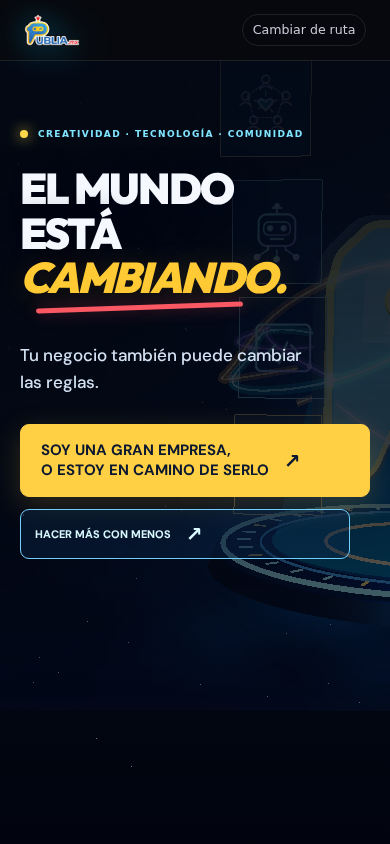 PUBLIA.mx
Cambiar de ruta
CREATIVIDAD · TECNOLOGÍA · COMUNIDAD
EL MUNDO
ESTÁ
CAMBIANDO.
Tu negocio también puede cambiar
las reglas.
SOY UNA GRAN EMPRESA, ↗
O ESTOY EN CAMINO DE SERLO
HACER MÁS CON MENOS ↗